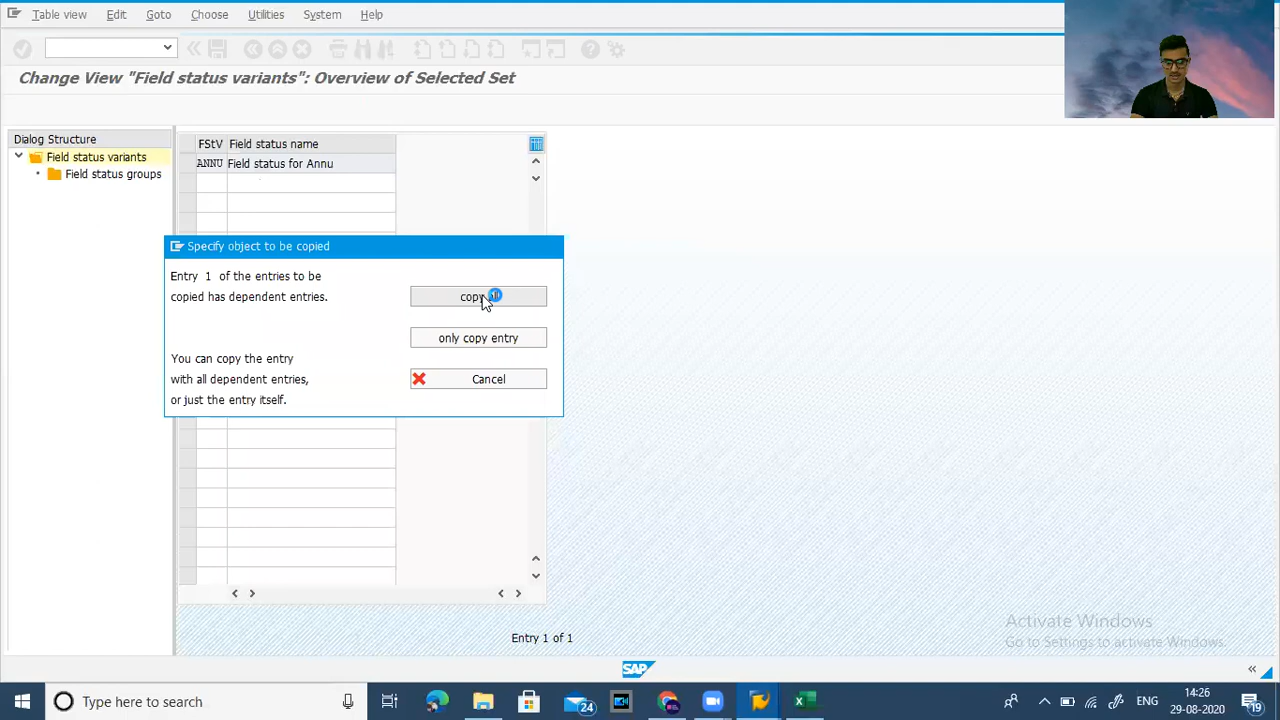 Table view Edit Goto Choose Utilities System Help
Change View "Field status variants": Overview of Selected Set
Dialog Structure
Field status variants
Field status groups
FStV Field status name
ANNU Field status for Annu
Specify object to be copied
Entry 1 of the entries to be
copied has dependent entries.
copy
only copy entry
You can copy the entry
with all dependent entries,
or just the entry itself.
Cancel
Entry 1 of 1
Activate Windows
Go to Settings to activate Windows.
SAP
Type here to search
24
ENG
14:26
29-08-2020
19